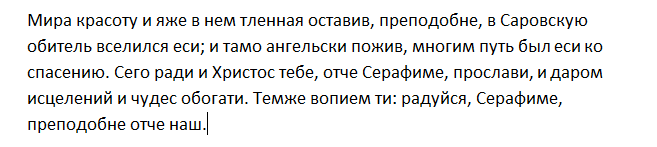 Мира красоту и яже в нем тленная оставив, преподобне, в Саровскую
обитель вселился еси; и тамо ангельски пожив, многим путь был еси ко
спасению. Сего ради и Христос тебе, отче Серафиме, прослави, и даром
исцелений и чудес обогати. Темже вопием ти: радуйся, Серафиме,
преподобне отче наш.